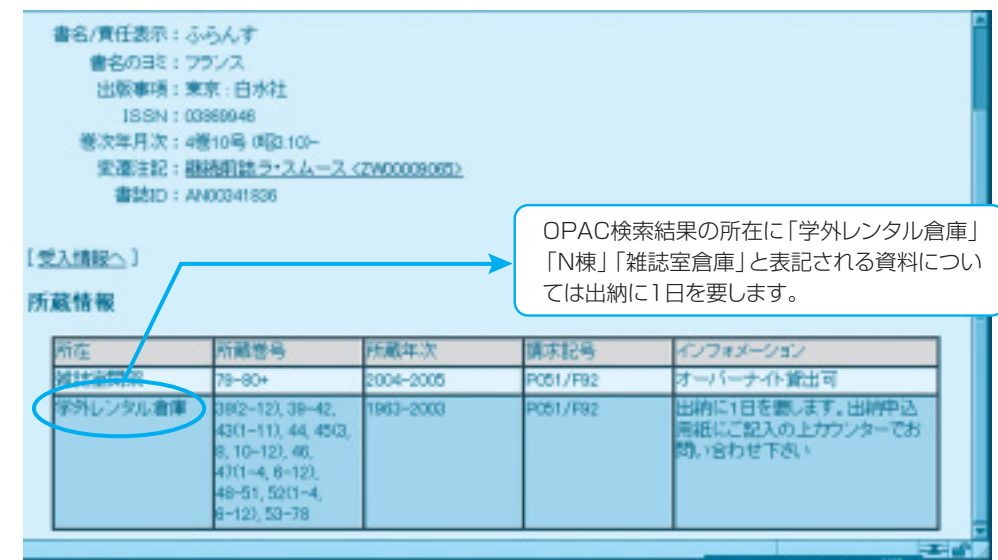 書名/責任表示：ふらんす
書名のヨミ：フランス
出版事項：東京：白水社
ISSN：03869946
巻次年月次：4巻10号(昭3.10)-
変遷注記：継続前誌ラ・スムース<ZW00009065>
書誌ID：AN00341836
OPAC検索結果の所在に「学外レンタル倉庫」
「N棟」「雑誌室倉庫」と表記される資料につい
ては出納に1日を要します。
[受入情報へ]
所蔵情報
所在 所蔵巻号 所蔵年次 請求記号 インフォメーション
雑誌室開架 79-80+ 2004-2005 P051/F92 オーバーナイト貸出可
学外レンタル倉庫 38(2-12), 39-42, 1963-2003 P051/F92 出納に1日を要します。出納申込
43(1-11), 44, 45(3, 用紙にご記入の上カウンターでお
8, 10-12), 46, 問い合わせ下さい
47(1-4, 6-12),
48-51, 52(1-4,
6-12), 53-78